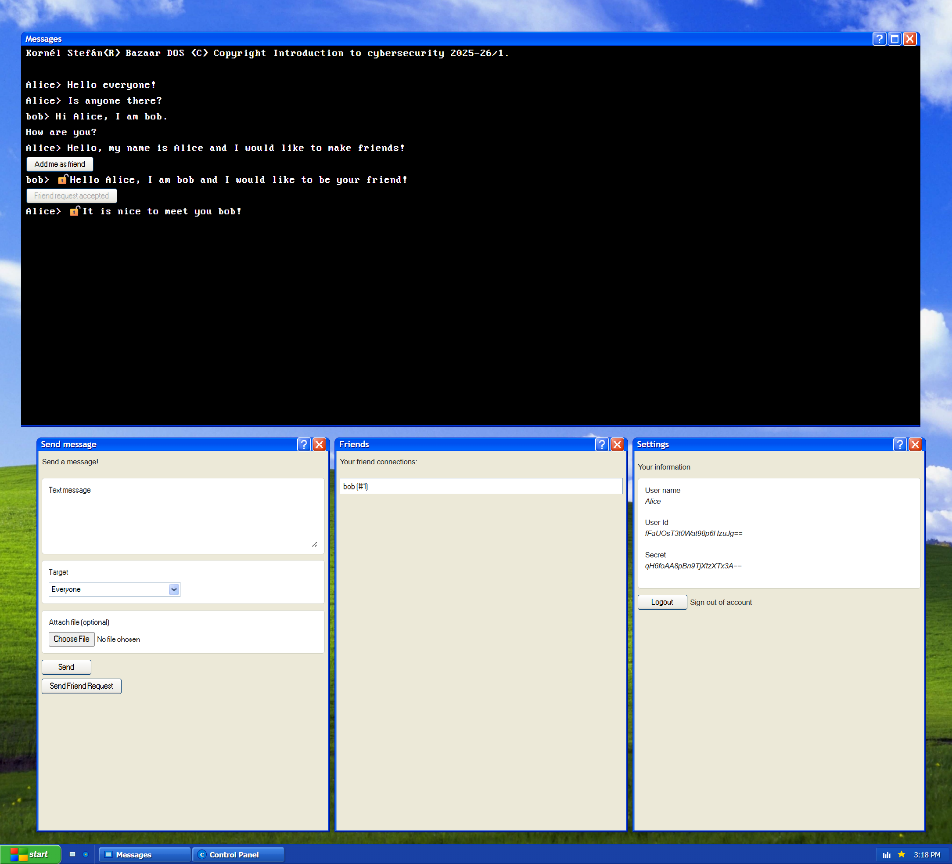 Messages
Kornél Stefán(R) Bazaar DOS (C) Copyright Introduction to cybersecurity 2025-26/1.
Alice> Hello everyone!
Alice> Is anyone there?
bob> Hi Alice, I am bob.
How are you?
Alice> Hello, my name is Alice and I would like to make friends!
Add me as friend
bob> 🔓Hello Alice, I am bob and I would like to be your friend!
Friend request accepted
Alice> 🔓It is nice to meet you bob!
Send message
Send a message!
Text message
Target
Everyone
Attach file (optional)
Choose File No file chosen
Send
Send Friend Request
Friends
Your friend connections:
bob (#1)
Settings
Your information
User name
Alice
User Id
Secret
Logout Sign out of account
start
Messages
Control Panel
3:18 PM